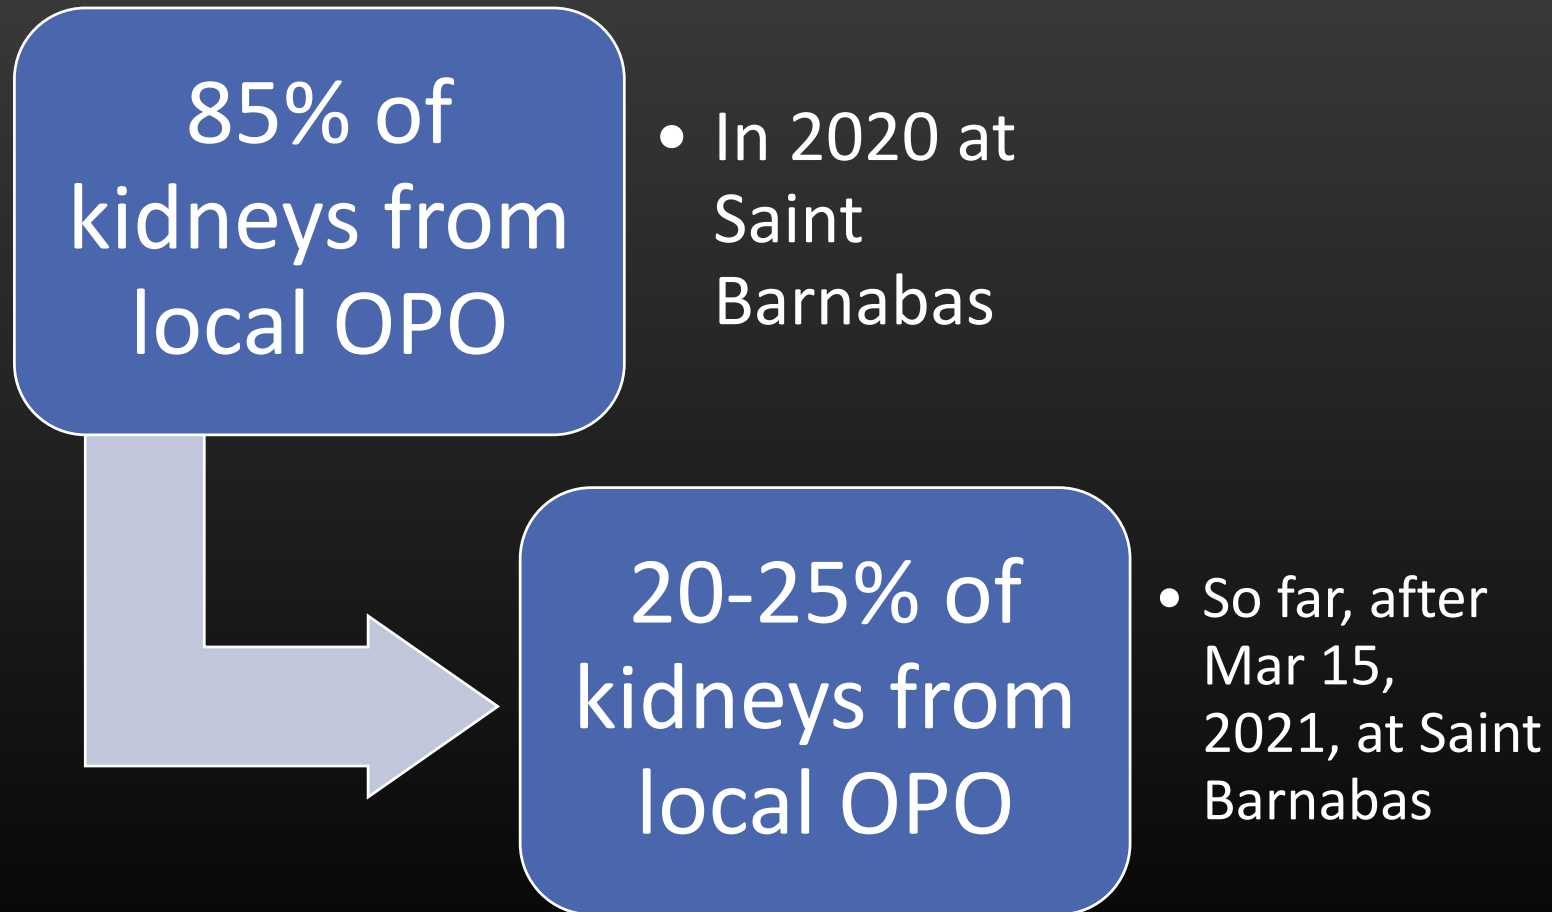 85% of
kidneys from
local OPO
• In 2020 at
Saint
Barnabas
20-25% of
kidneys from
local OPO
• So far, after
Mar 15,
2021, at Saint
Barnabas